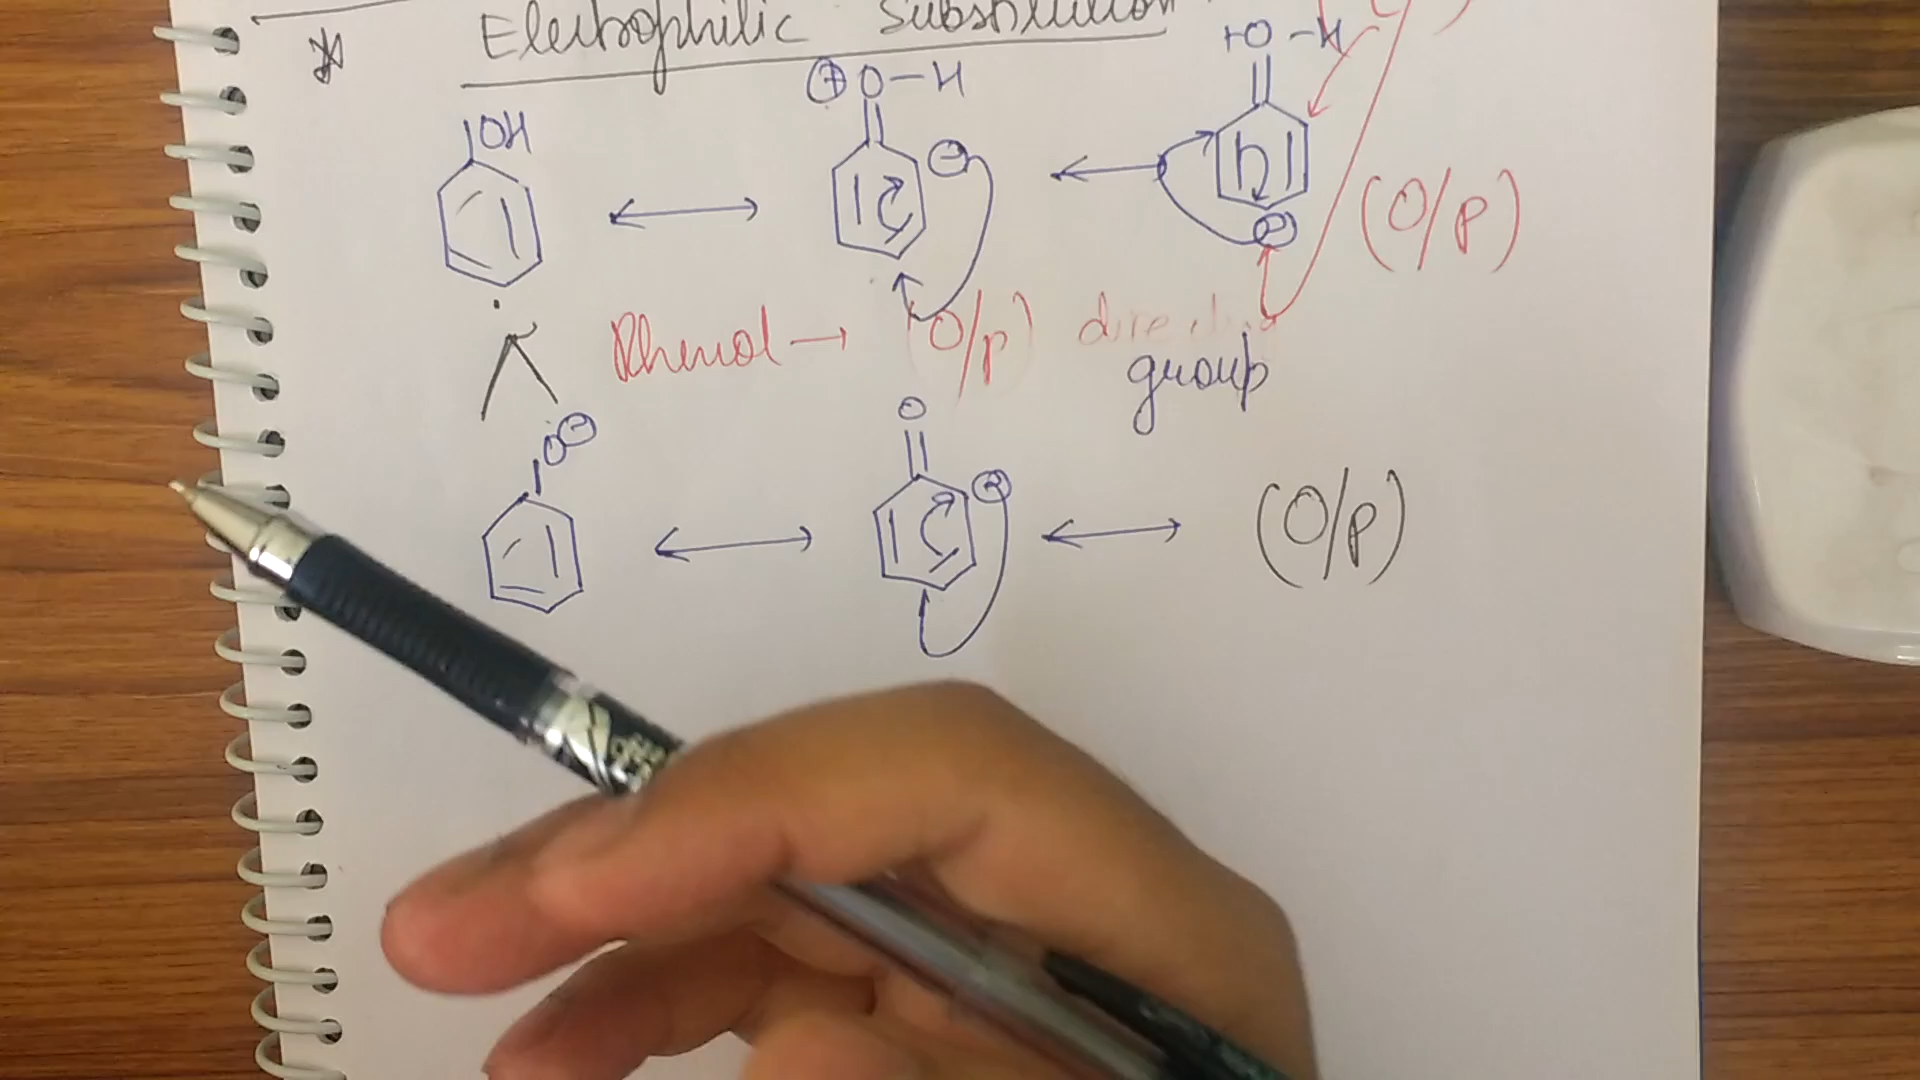 Electrophilic Substitution
OH
⊕ O–H
+O–H
⊖
⊖
(O/p)
Phenol → (O/p) directing
group
O⊖
O
⊖
(O/p)